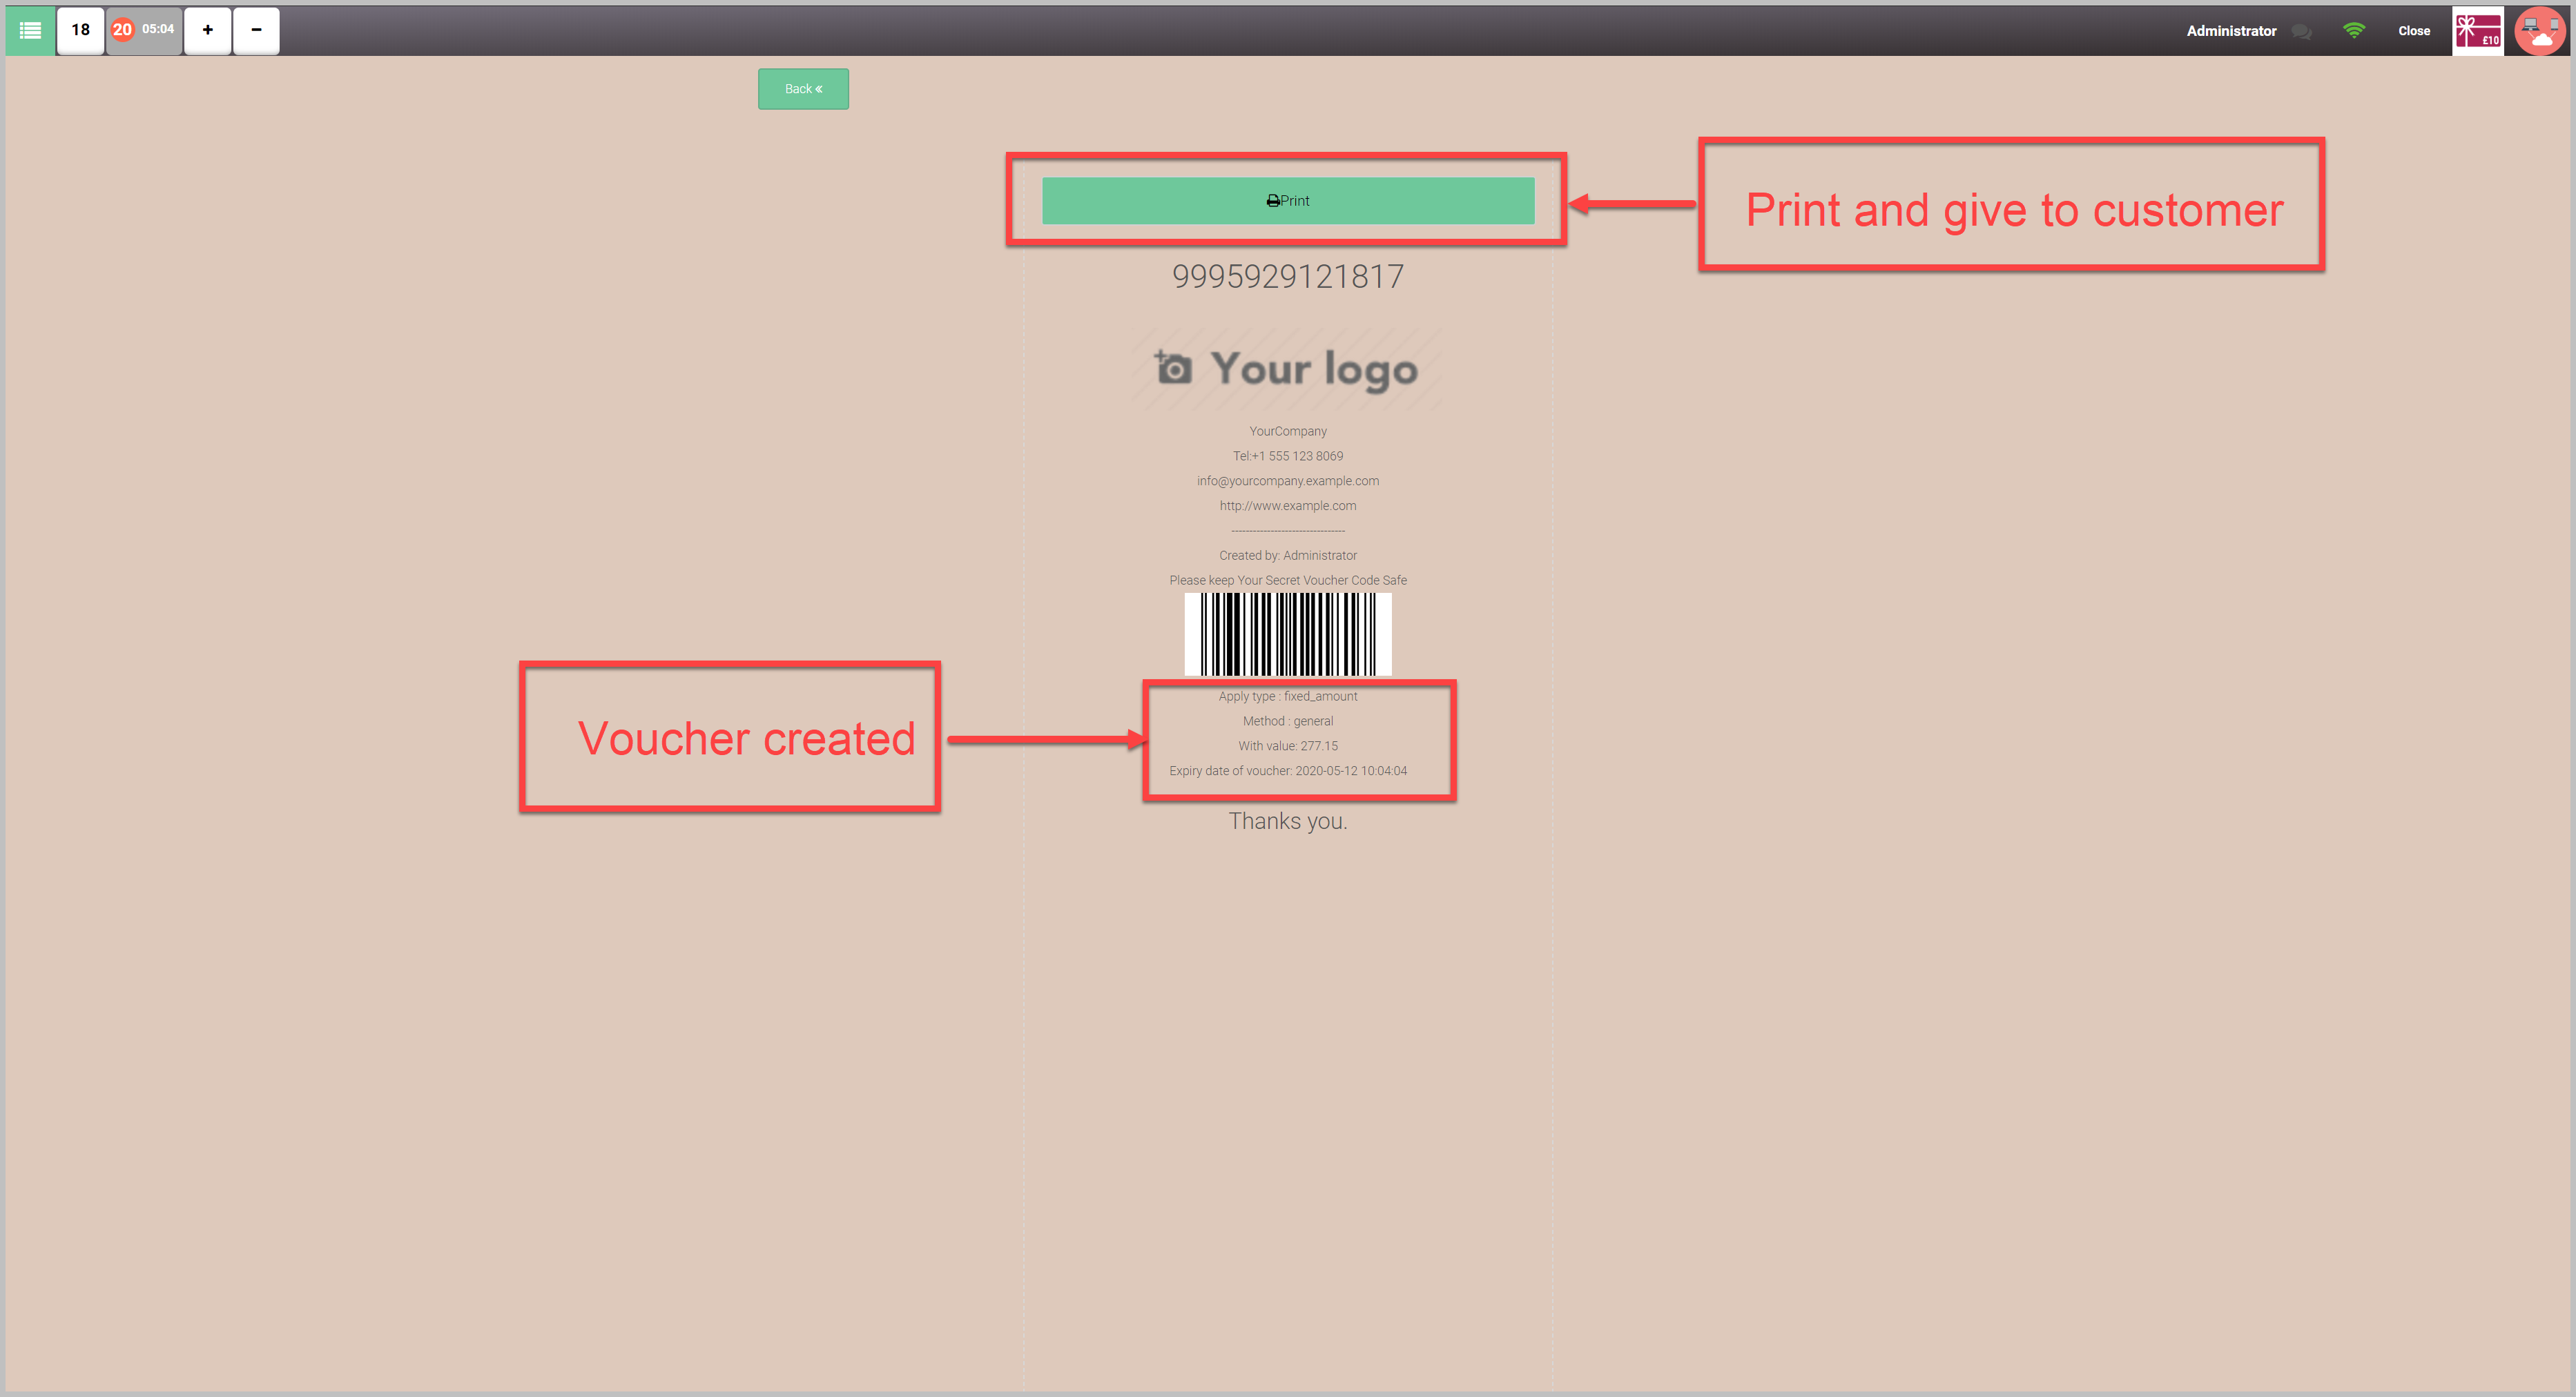 18
20 05:04
+
-
Administrator
Close
£10
Back «
Print
Print and give to customer
9995929121817
Your logo
YourCompany
Tel:+1 555 123 8069
info@yourcompany.example.com
http://www.example.com
--------------------------------
Created by: Administrator
Please keep Your Secret Voucher Code Safe
Voucher created
Apply type : fixed_amount
Method : general
With value: 277.15
Expiry date of voucher: 2020-05-12 10:04:04
Thanks you.